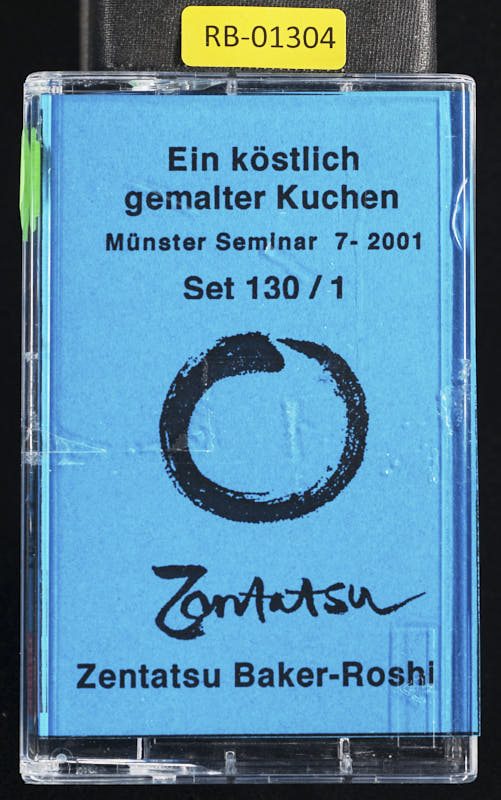 RB-01304
Ein köstlich
gemalter Kuchen
Münster Seminar 7- 2001
Set 130 / 1
Zentatsu
Zentatsu Baker-Roshi